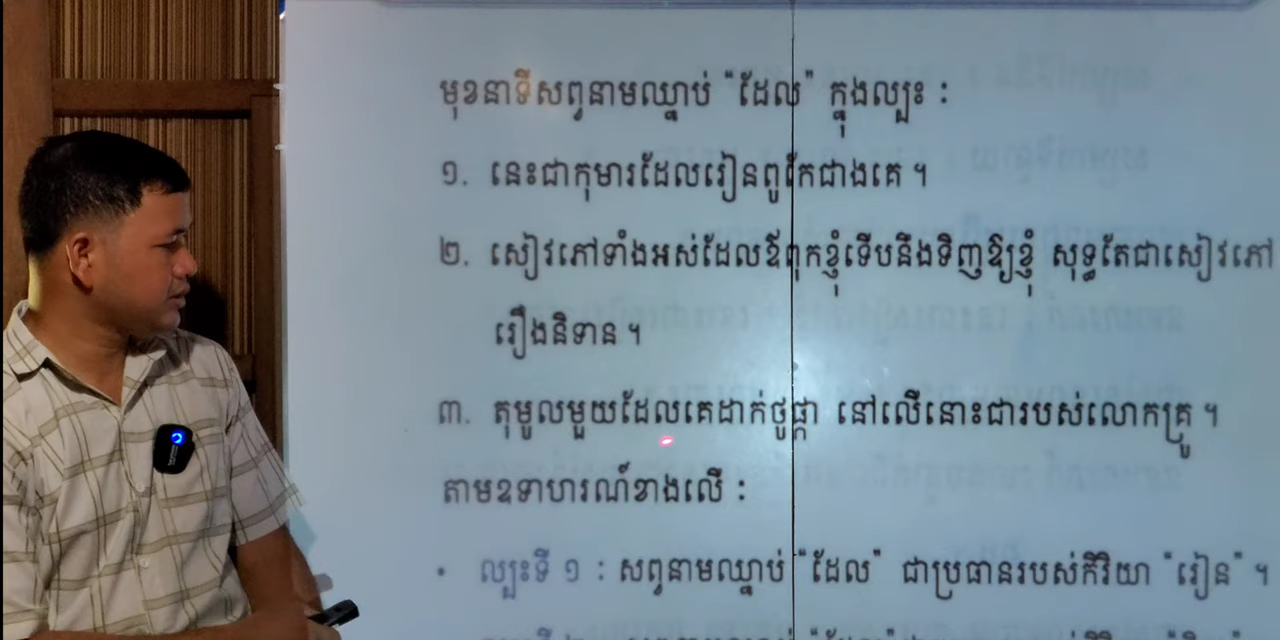 មុខនាទីសព្វនាមឈ្នាប់ “ដែល” ក្នុងល្បះ :
១. នេះជាកុមារដែលរៀនពូកែជាងគេ ។
២. សៀវភៅទាំងអស់ដែលឪពុកខ្ញុំទើបនឹងទិញឱ្យខ្ញុំ សុទ្ធតែជាសៀវភៅ
រឿងនិទាន ។
៣. តុមូលមួយដែលគេដាក់ថូផ្កា នៅលើនោះជារបស់លោកគ្រូ ។
តាមឧទាហរណ៍ខាងលើ :
• ល្បះទី ១ : សព្វនាមឈ្នាប់ “ដែល” ជាប្រធានរបស់កិរិយា “រៀន” ។